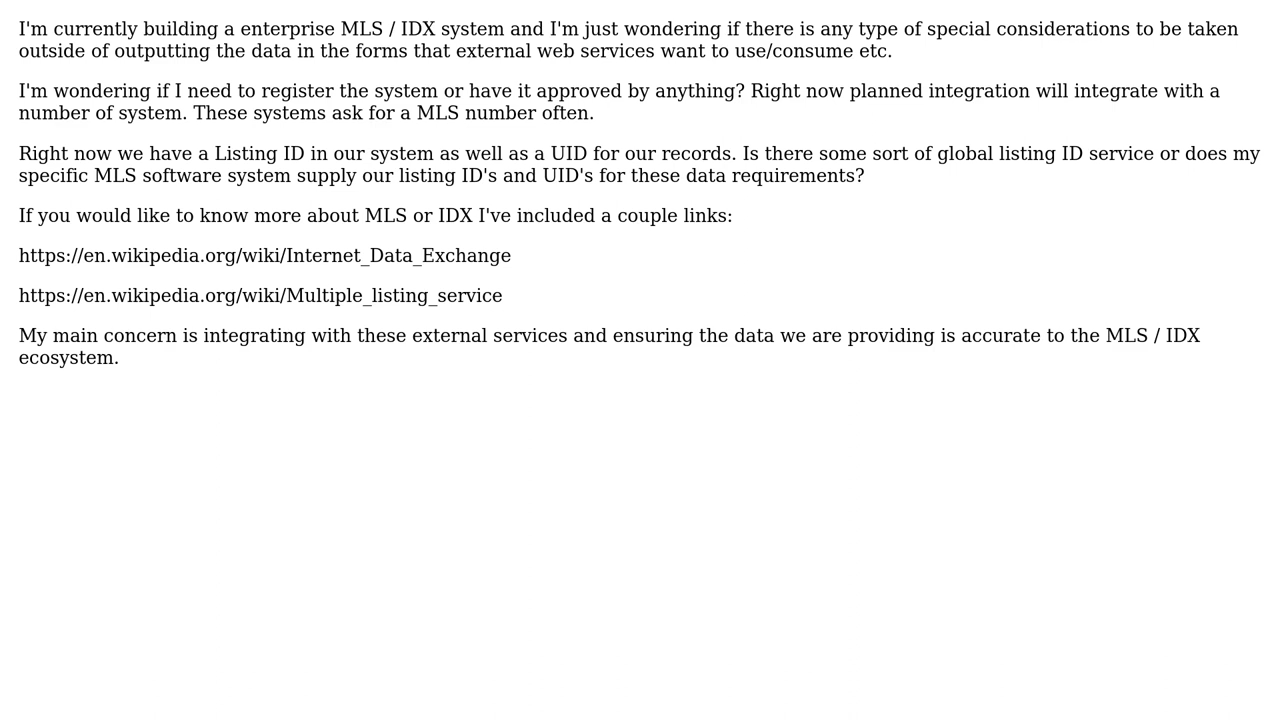 I'm currently building a enterprise MLS / IDX system and I'm just wondering if there is any type of special considerations to be taken
outside of outputting the data in the forms that external web services want to use/consume etc.
I'm wondering if I need to register the system or have it approved by anything? Right now planned integration will integrate with a
number of system. These systems ask for a MLS number often.
Right now we have a Listing ID in our system as well as a UID for our records. Is there some sort of global listing ID service or does my
specific MLS software system supply our listing ID's and UID's for these data requirements?
If you would like to know more about MLS or IDX I've included a couple links:
https://en.wikipedia.org/wiki/Internet_Data_Exchange
https://en.wikipedia.org/wiki/Multiple_listing_service
My main concern is integrating with these external services and ensuring the data we are providing is accurate to the MLS / IDX
ecosystem.